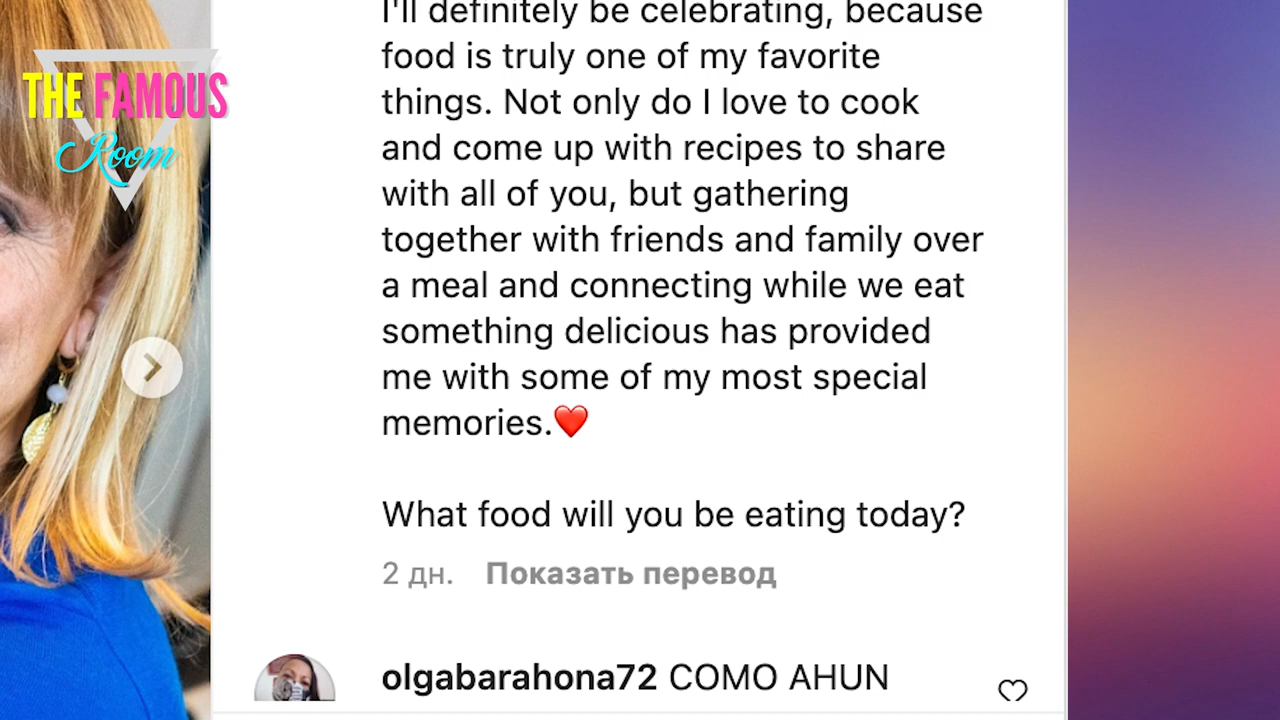 THE FAMOUS
Room
I'll definitely be celebrating, because
food is truly one of my favorite
things. Not only do I love to cook
and come up with recipes to share
with all of you, but gathering
together with friends and family over
a meal and connecting while we eat
something delicious has provided
me with some of my most special
memories.❤️
What food will you be eating today?
2 дн. Показать перевод
olgabarahona72 COMO AHUN